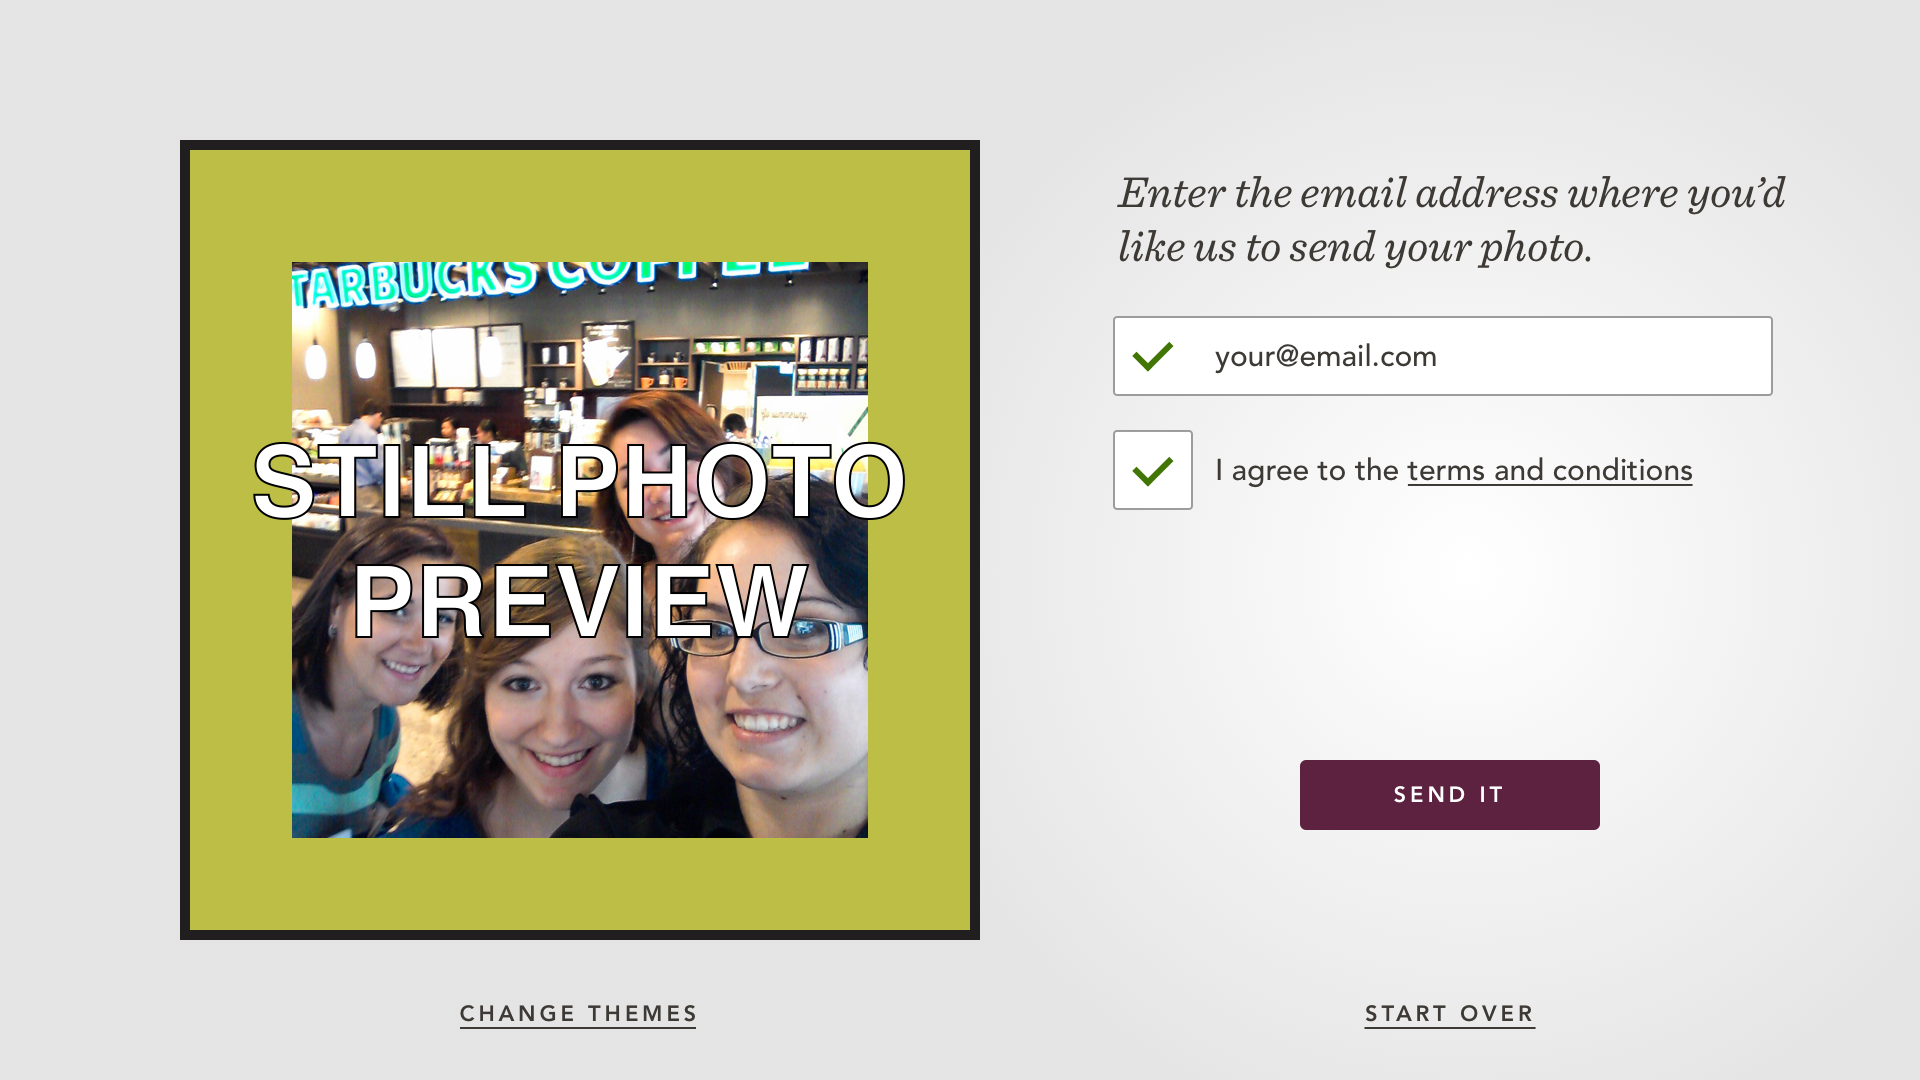 TARBUCKS COFFEE
STILL PHOTO
PREVIEW
CHANGE THEMES
Enter the email address where you’d
like us to send your photo.
your@email.com
I agree to the terms and conditions
SEND IT
START OVER